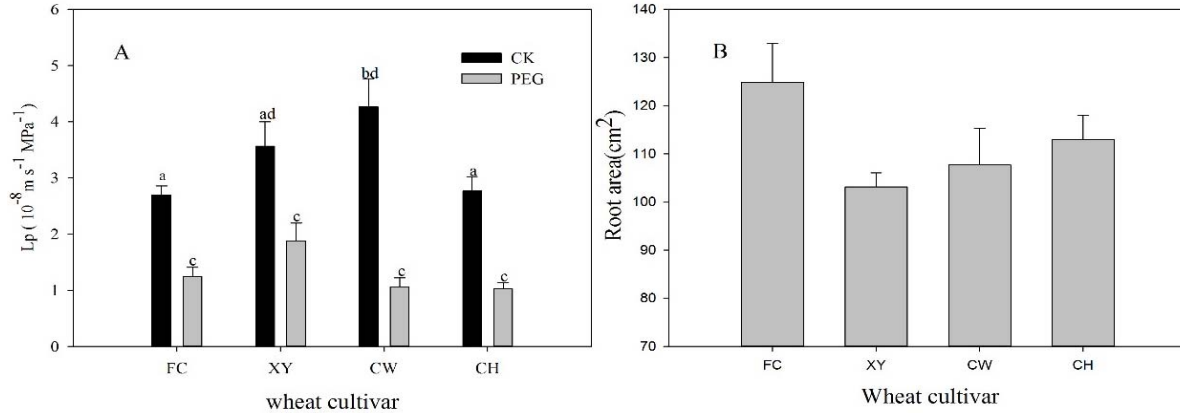 A
CK
PEG
Lp ( 10⁻⁸ m s⁻¹ MPa⁻¹)
6
5
4
3
2
1
0
a
c
ad
c
bd
c
a
c
FC XY CW CH
wheat cultivar
B
Root area(cm²)
140
130
120
110
100
90
80
70
FC XY CW CH
Wheat cultivar